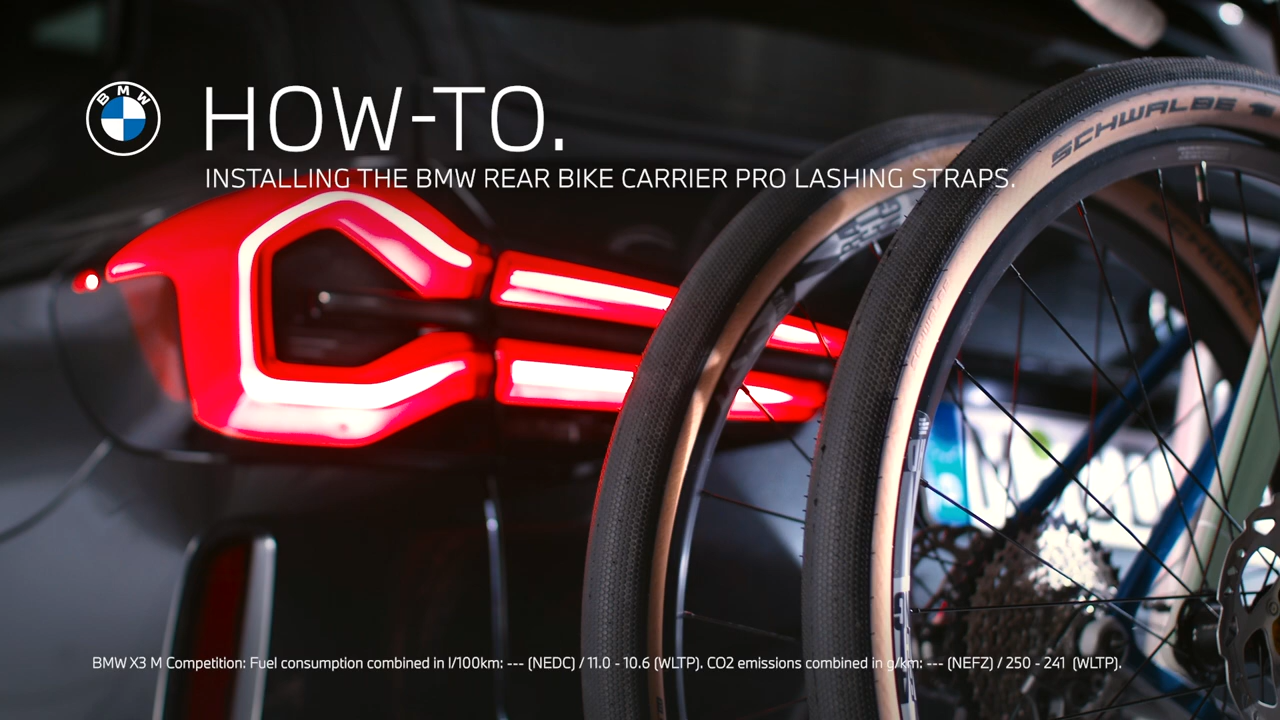 BMW
HOW-TO.
INSTALLING THE BMW REAR BIKE CARRIER PRO LASHING STRAPS.
SCHWALBE
BMW X3 M Competition: Fuel consumption combined in l/100km: --- (NEDC) / 11.0 - 10.6 (WLTP). CO2 emissions combined in g/km: --- (NEFZ) / 250 - 241 (WLTP).